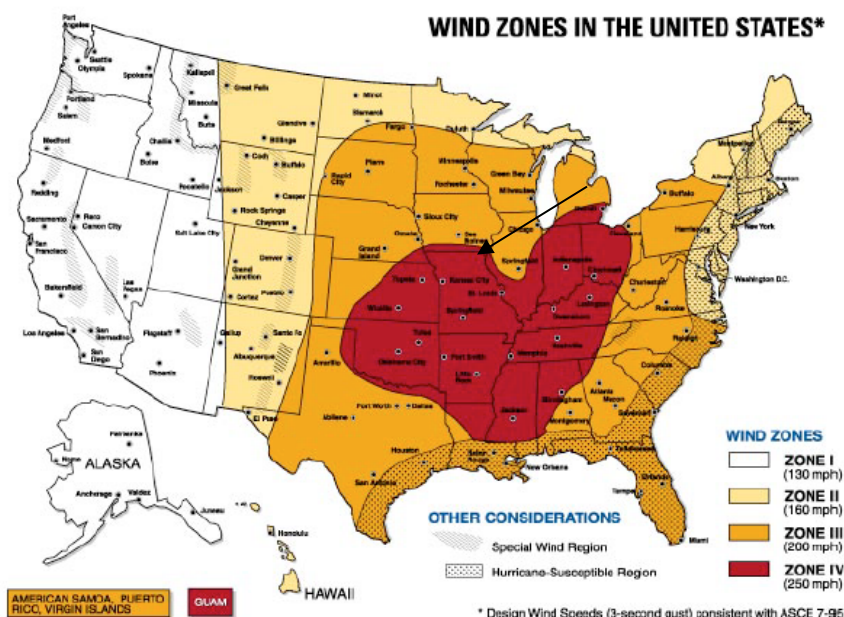 WIND ZONES IN THE UNITED STATES*
Port Angeles
Seattle
Olympia
Spokane
Kalispell
Missoula
Butte
Great Falls
Glendive
Billings
Minot
Bismarck
Fargo
Duluth
Portland
Salem
Medford
Challis
Boise
Pocatello
Jackson
Cody
Buffalo
Casper
Rock Springs
Cheyenne
Rapid City
Pierre
Minneapolis
Rochester
Green Bay
Milwaukee
Chicago
Sioux City
Omaha
Des Moines
Grand Island
Springfield
Montpelier
Albany
Boston
Buffalo
New York
Harrisburg
Washington D.C.
Redding
Sacramento
San Francisco
Reno
Carson City
Salt Lake City
Bakersfield
Las Vegas
Los Angeles
San Bernadino
San Diego
Flagstaff
Phoenix
Grand Junction
Denver
Pueblo
Cortez
Gallup
Santa Fe
Albuquerque
Roswell
El Paso
Topeka
Kansas City
Wichita
St. Louis
Springfield
Tulsa
Oklahoma City
Amarillo
Fort Smith
Little Rock
Memphis
Nashville
Indianapolis
Cincinnati
Lexington
Cleveland
Charleston
Roanoke
Raleigh
Columbia
Atlanta
Macon
Savannah
Birmingham
Montgomery
Jackson
Fort Worth
Dallas
Abilene
Houston
San Antonio
Baton Rouge
New Orleans
Tallahassee
Orlando
Tampa
Miami
ALASKA
Fairbanks
Nome
Anchorage
Valdez
Juneau
Honolulu
HAWAII
WIND ZONES
ZONE I
(130 mph)
ZONE II
(160 mph)
ZONE III
(200 mph)
ZONE IV
(250 mph)
OTHER CONSIDERATIONS
Special Wind Region
Hurricane-Susceptible Region
AMERICAN SAMOA, PUERTO
RICO, VIRGIN ISLANDS
GUAM
* Design Wind Speeds (3-second gust) consistent with ASCE 7-95